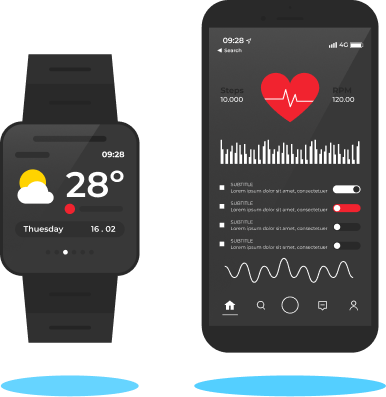 09:28
28°
Thuesday 16 . 02
09:28 4G
◀ Search
Steps BPM
10.000 120.00
SUBTITLE
Lorem ipsum dolor sit amet, consectetuer
SUBTITLE
Lorem ipsum dolor sit amet, consectetuer
SUBTITLE
Lorem ipsum dolor sit amet, consectetuer
SUBTITLE
Lorem ipsum dolor sit amet, consectetuer